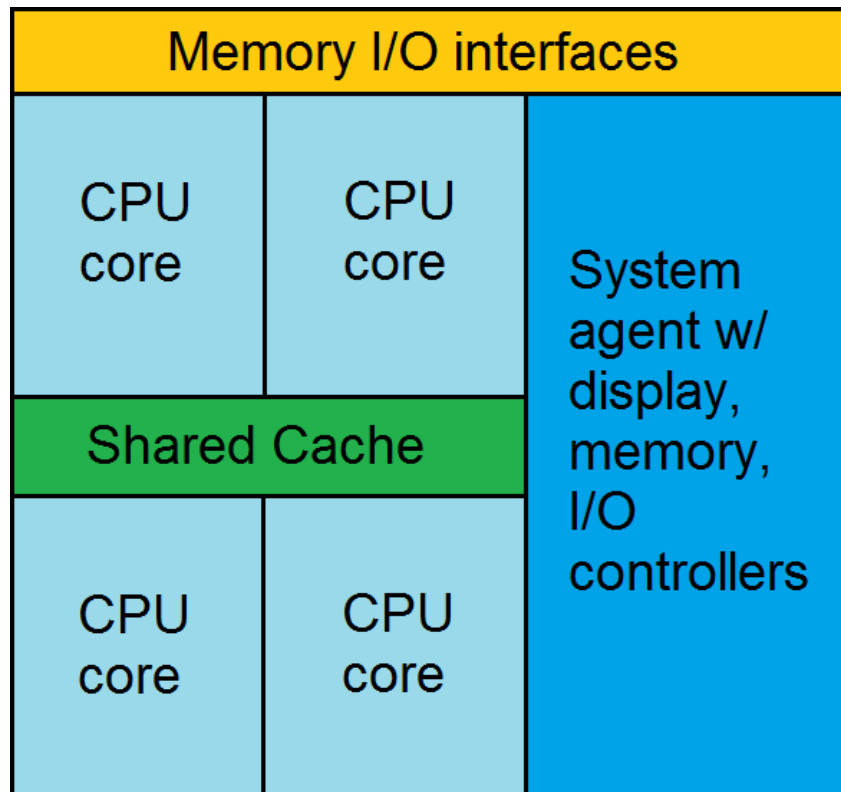 Memory I/O interfaces
CPU
core
CPU
core
System
agent w/
display,
memory,
I/O
controllers
Shared Cache
CPU
core
CPU
core